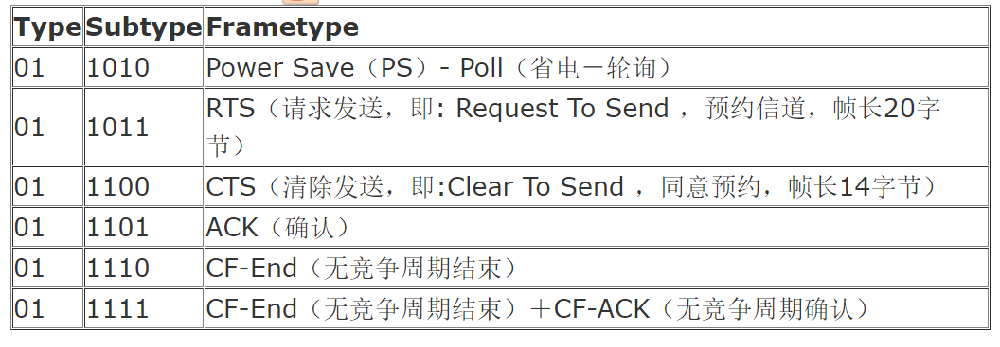 Type Subtype Frametype
01 1010 Power Save（PS）- Poll（省电－轮询）
01 1011 RTS（请求发送，即: Request To Send ，预约信道，帧长20字
节）
01 1100 CTS（清除发送，即:Clear To Send ，同意预约，帧长14字节）
01 1101 ACK（确认）
01 1110 CF-End（无竞争周期结束）
01 1111 CF-End（无竞争周期结束）＋CF-ACK（无竞争周期确认）